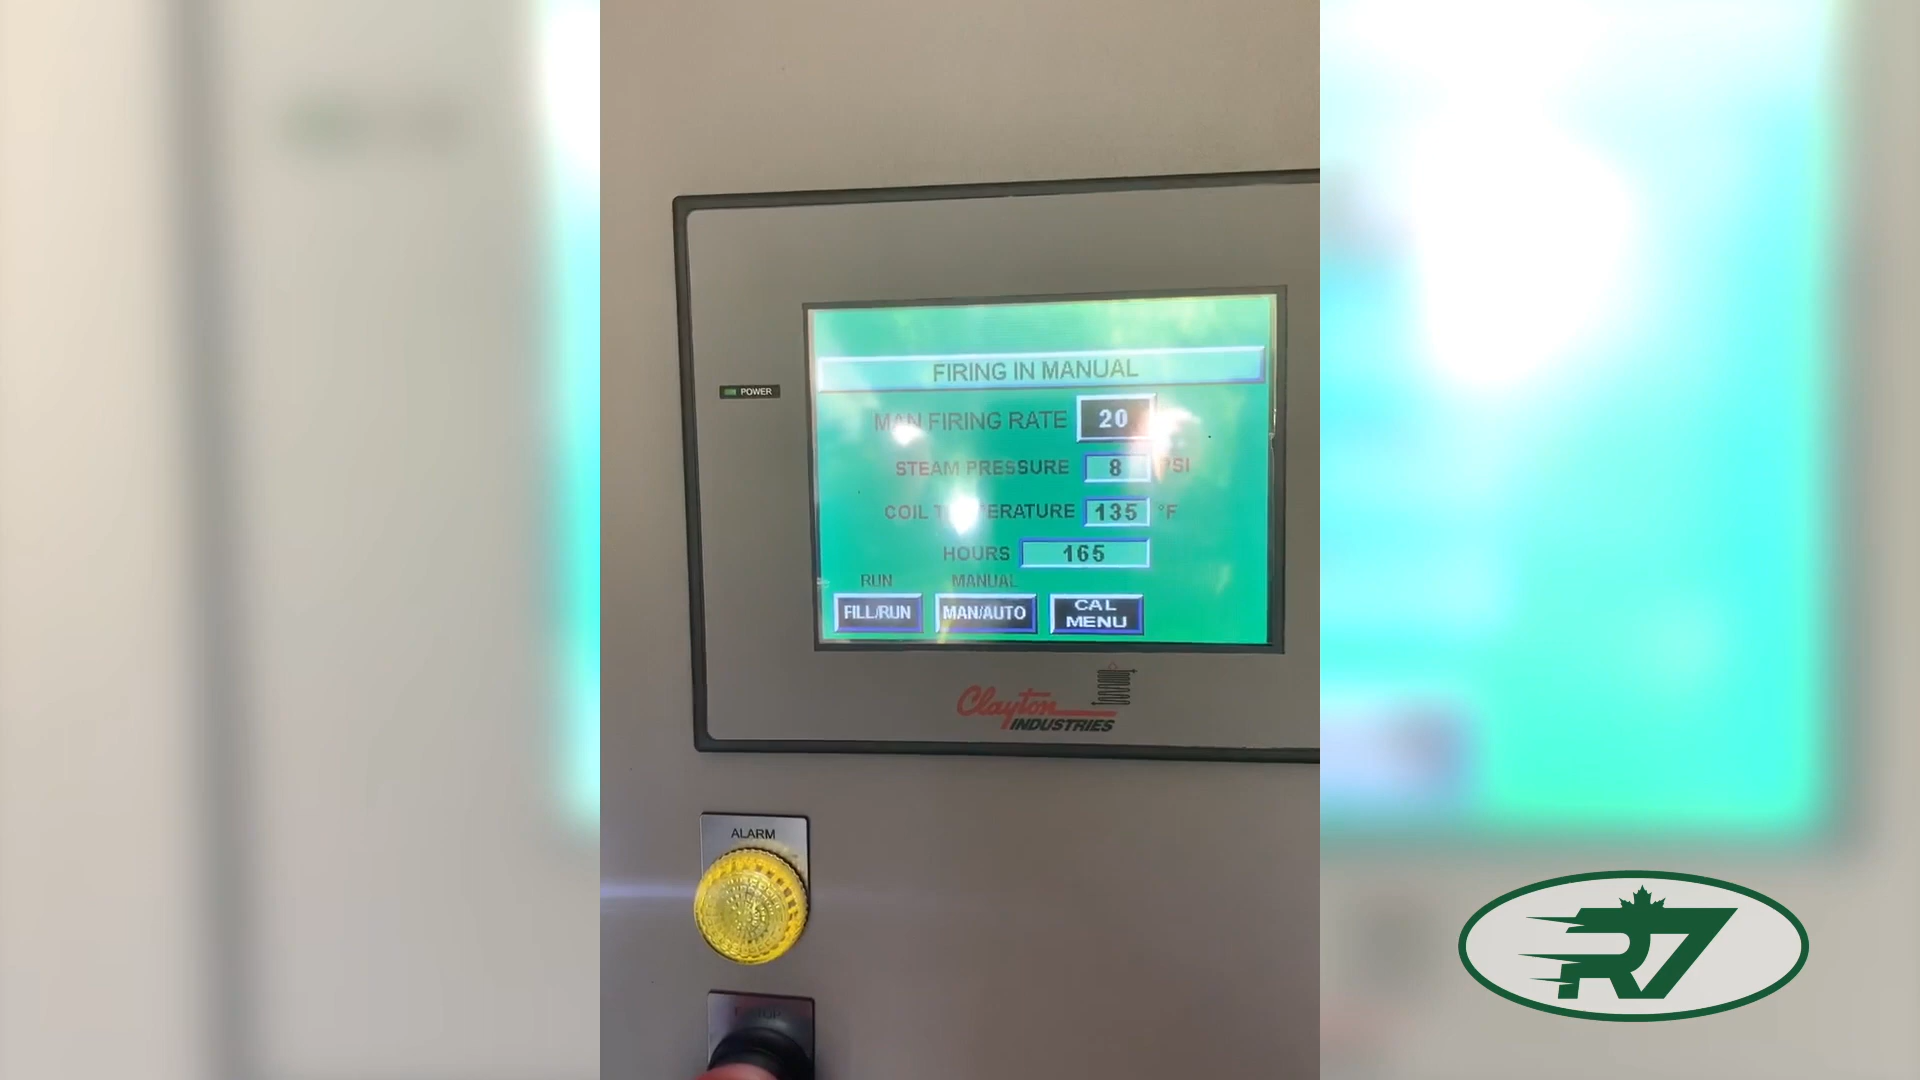 POWER
FIRING IN MANUAL
MAN FIRING RATE 20
STEAM PRESSURE 8 PSI
COIL TEMPERATURE 135 °F
HOURS 165
RUN MANUAL
FILL/RUN MAN/AUTO CAL MENU
Clayton
INDUSTRIES
ALARM
R7